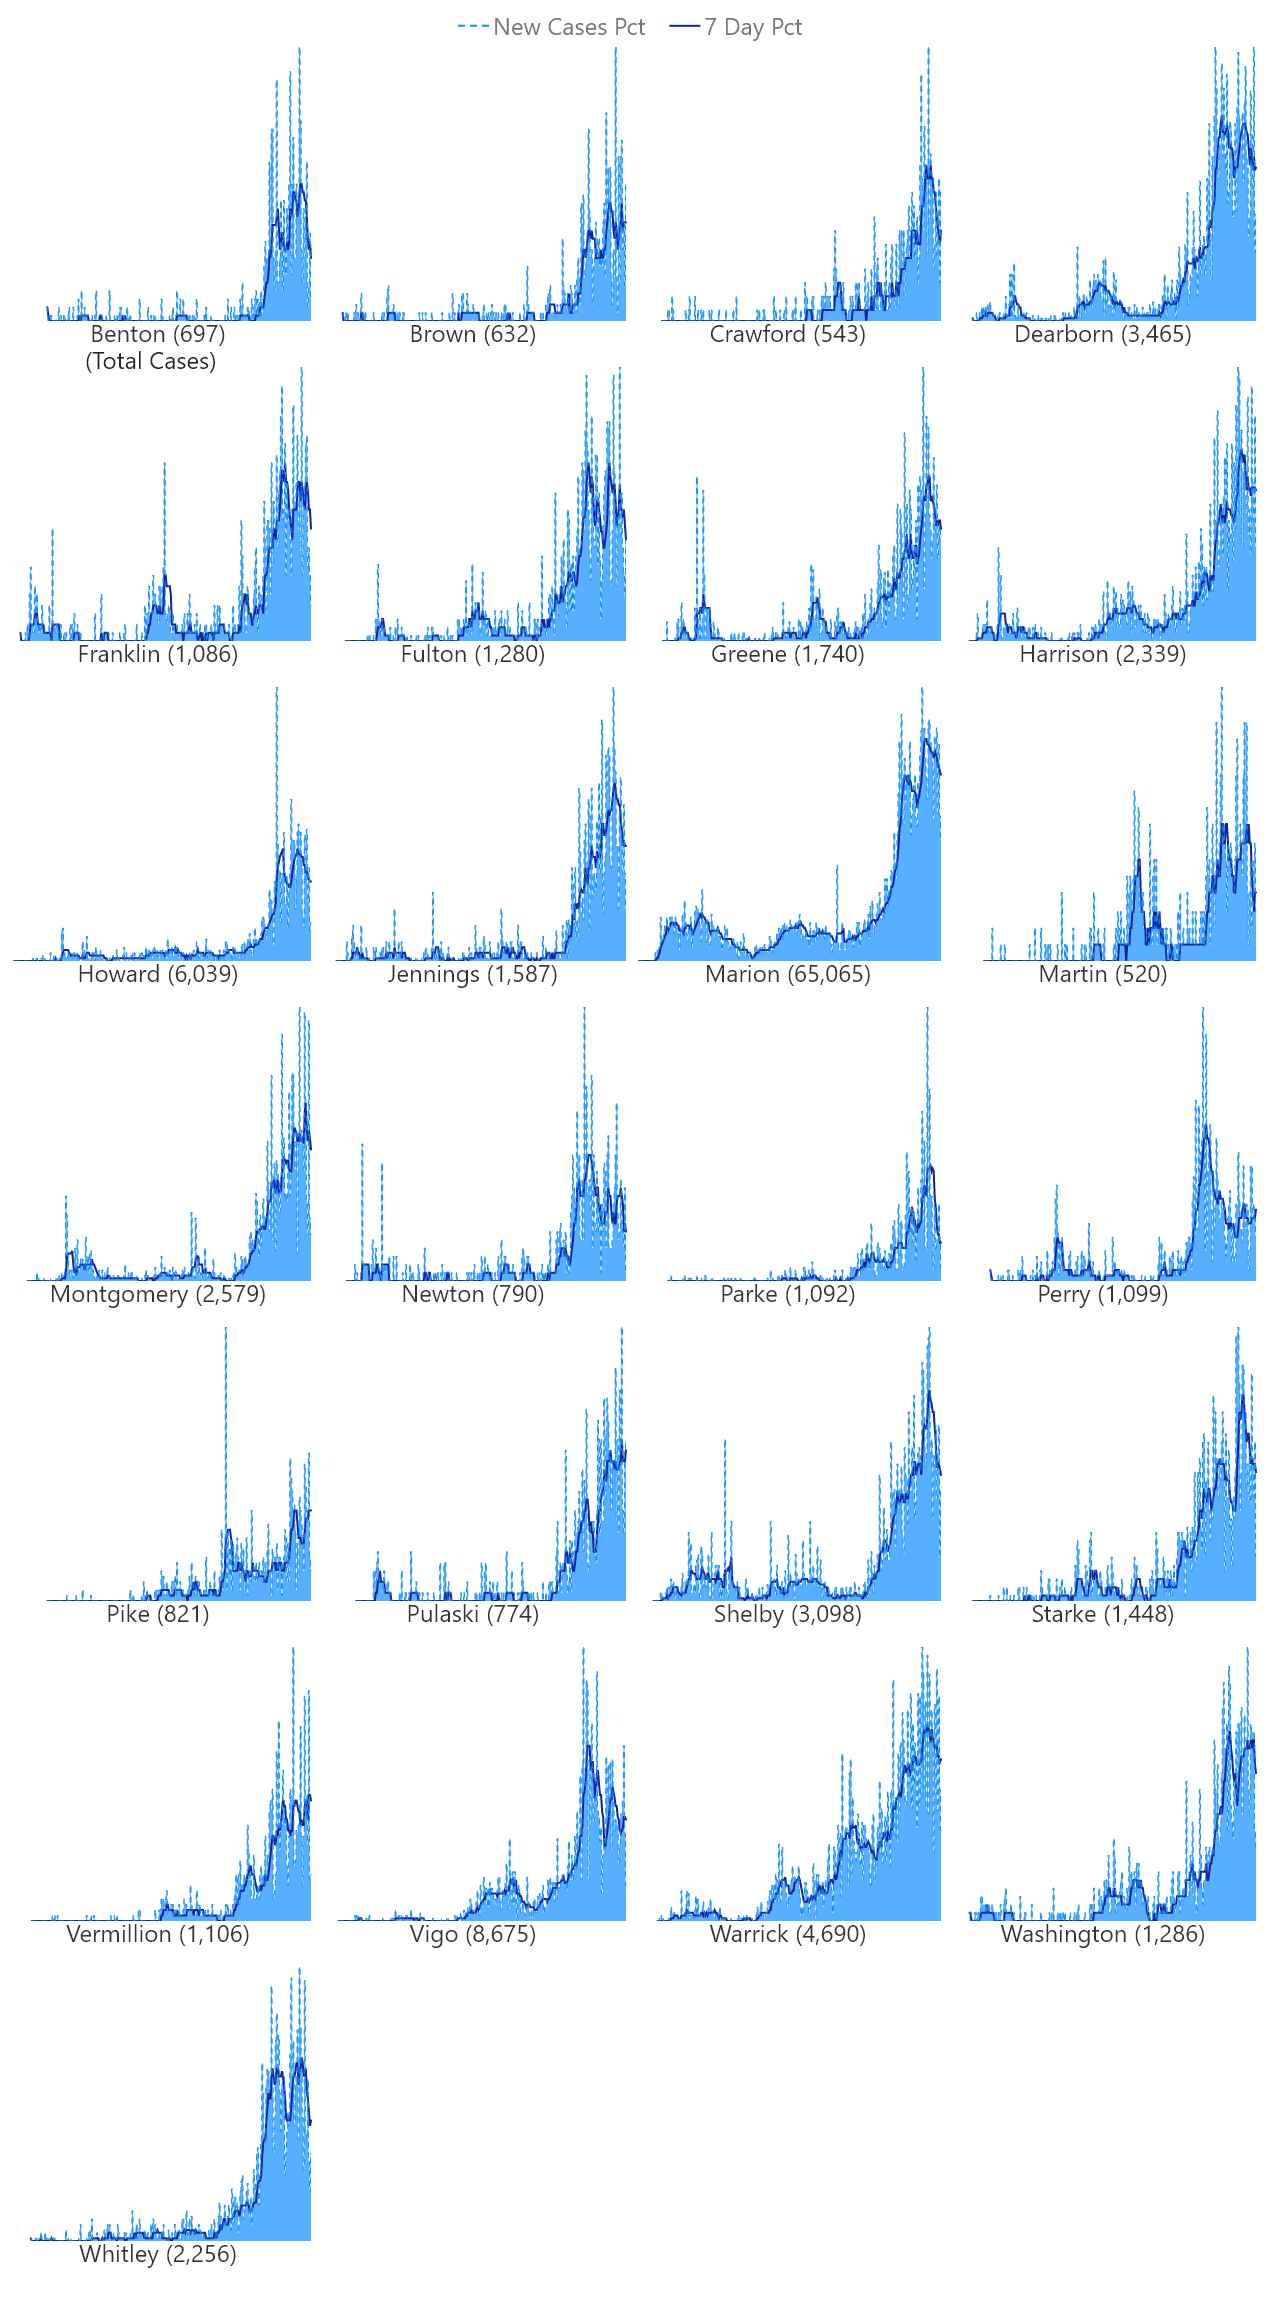 New Cases Pct 7 Day Pct
Benton (697) Brown (632) Crawford (543) Dearborn (3,465)
(Total Cases)
Franklin (1,086) Fulton (1,280) Greene (1,740) Harrison (2,339)
Howard (6,039) Jennings (1,587) Marion (65,065) Martin (520)
Montgomery (2,579) Newton (790) Parke (1,092) Perry (1,099)
Pike (821) Pulaski (774) Shelby (3,098) Starke (1,448)
Vermillion (1,106) Vigo (8,675) Warrick (4,690) Washington (1,286)
Whitley (2,256)